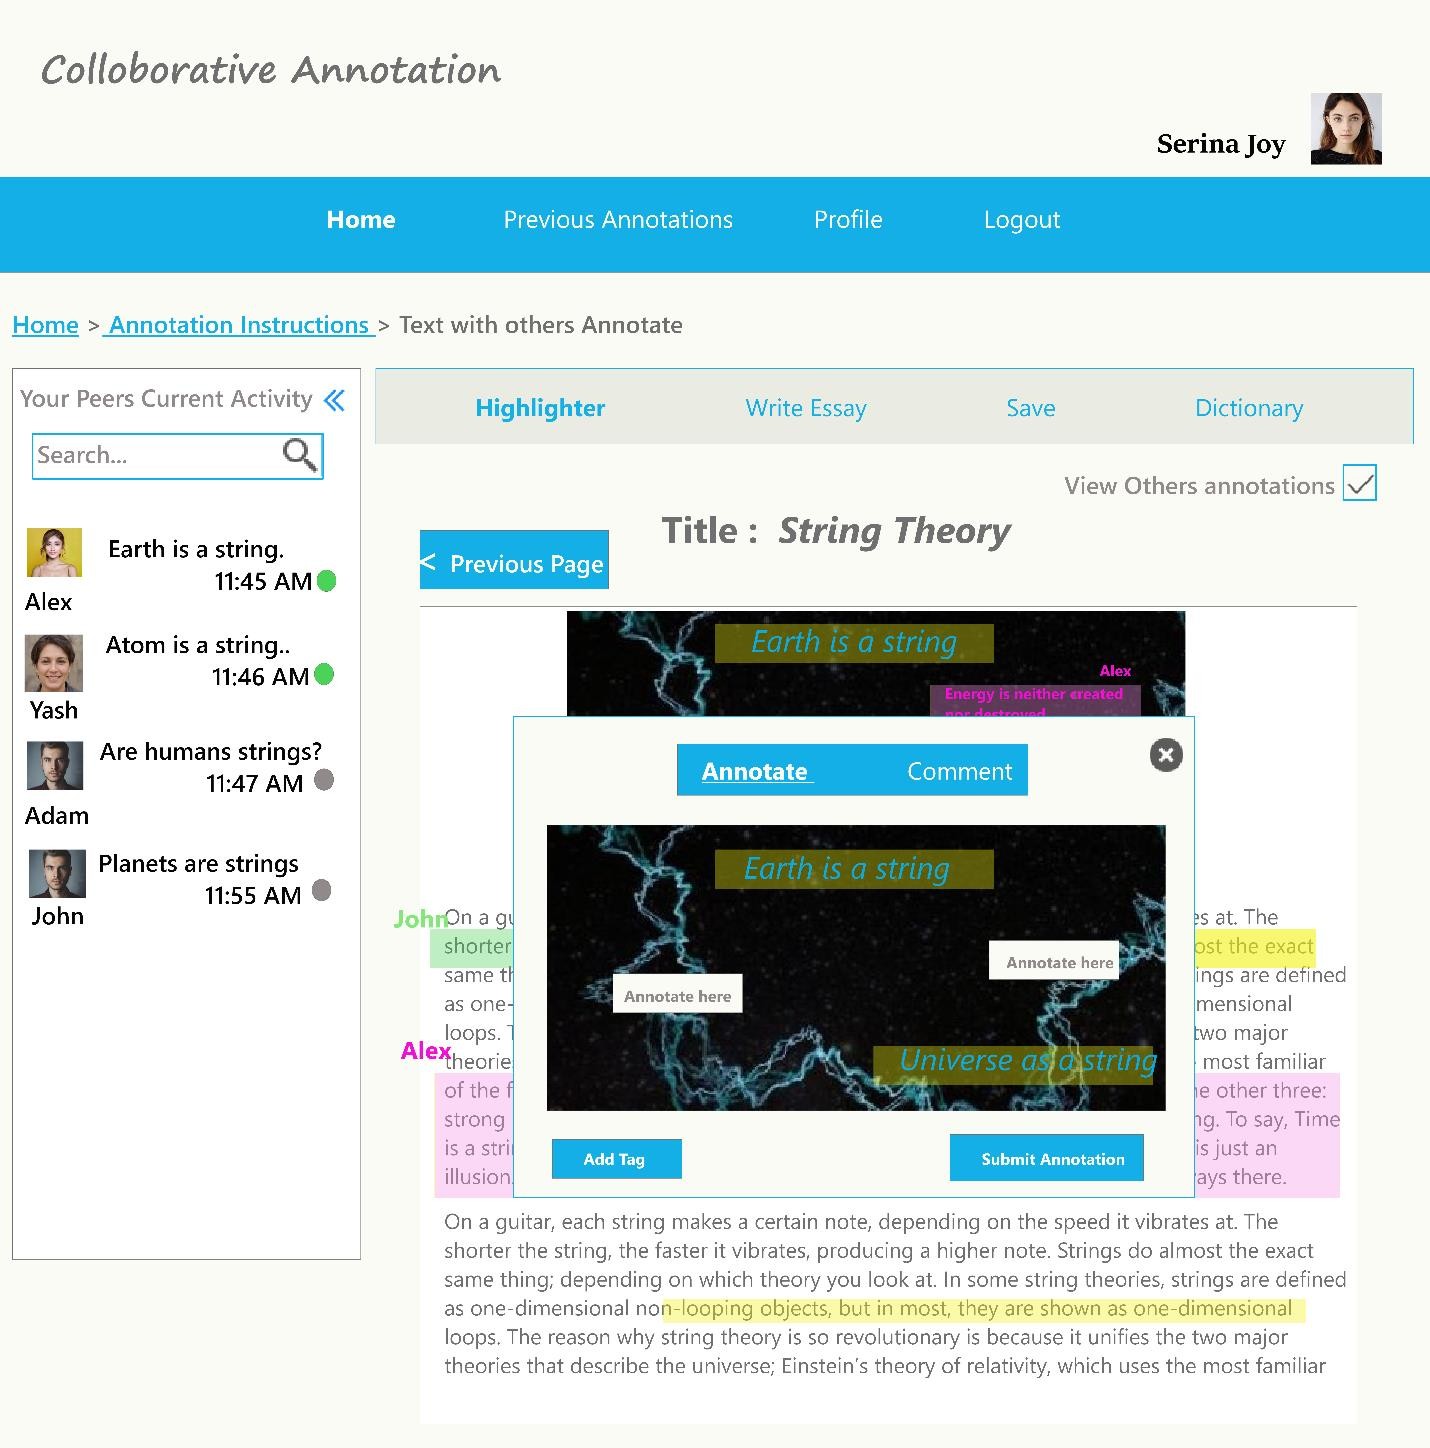 Colloborative Annotation
Serina Joy
Home Previous Annotations Profile Logout
Home > Annotation Instructions > Text with others Annotate
Your Peers Current Activity
Search...
Earth is a string.
11:45 AM
Alex
Atom is a string..
11:46 AM
Yash
Are humans strings?
11:47 AM
Adam
Planets are strings
11:55 AM
John
Highlighter Write Essay Save Dictionary
View Others annotations
Title : String Theory
< Previous Page
Earth is a string
Alex
Energy is neither created
nor destroyed
Annotate Comment
Earth is a string
Annotate here
Annotate here
Universe as a string
Add Tag Submit Annotation
John
On a gu es at. The
shorter ost the exact
same th ings are defined
as one- mensional
loops. T two major
Alex
theorie most familiar
of the f ne other three:
strong ng. To say, Time
is a stri is just an
illusion. ays there.
On a guitar, each string makes a certain note, depending on the speed it vibrates at. The
shorter the string, the faster it vibrates, producing a higher note. Strings do almost the exact
same thing; depending on which theory you look at. In some string theories, strings are defined
as one-dimensional non-looping objects, but in most, they are shown as one-dimensional
loops. The reason why string theory is so revolutionary is because it unifies the two major
theories that describe the universe; Einstein's theory of relativity, which uses the most familiar